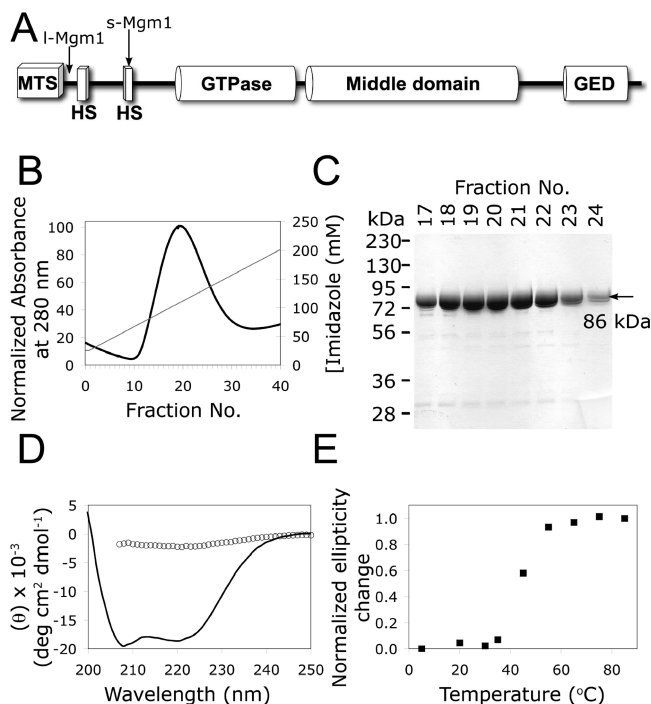 A
l-Mgm1
s-Mgm1
MTS
HS
HS
GTPase
Middle domain
GED
B
Normalized Absorbance
at 280 nm
100
80
60
40
20
0
250
200
150
100
50
0
[Imidazole (mM)
0 10 20 30 40
Fraction No.
C
Fraction No.
kDa
17 18 19 20 21 22 23 24
230
130
95
72
56
36
28
86 kDa
D
(θ) x 10-3
(deg cm2 dmol-1)
5
0
-5
-10
-15
-20
200 210 220 230 240 250
Wavelength (nm)
E
Normalized ellipticity
change
1.0
0.8
0.6
0.4
0.2
0.0
0 20 40 60 80
Temperature (oC)